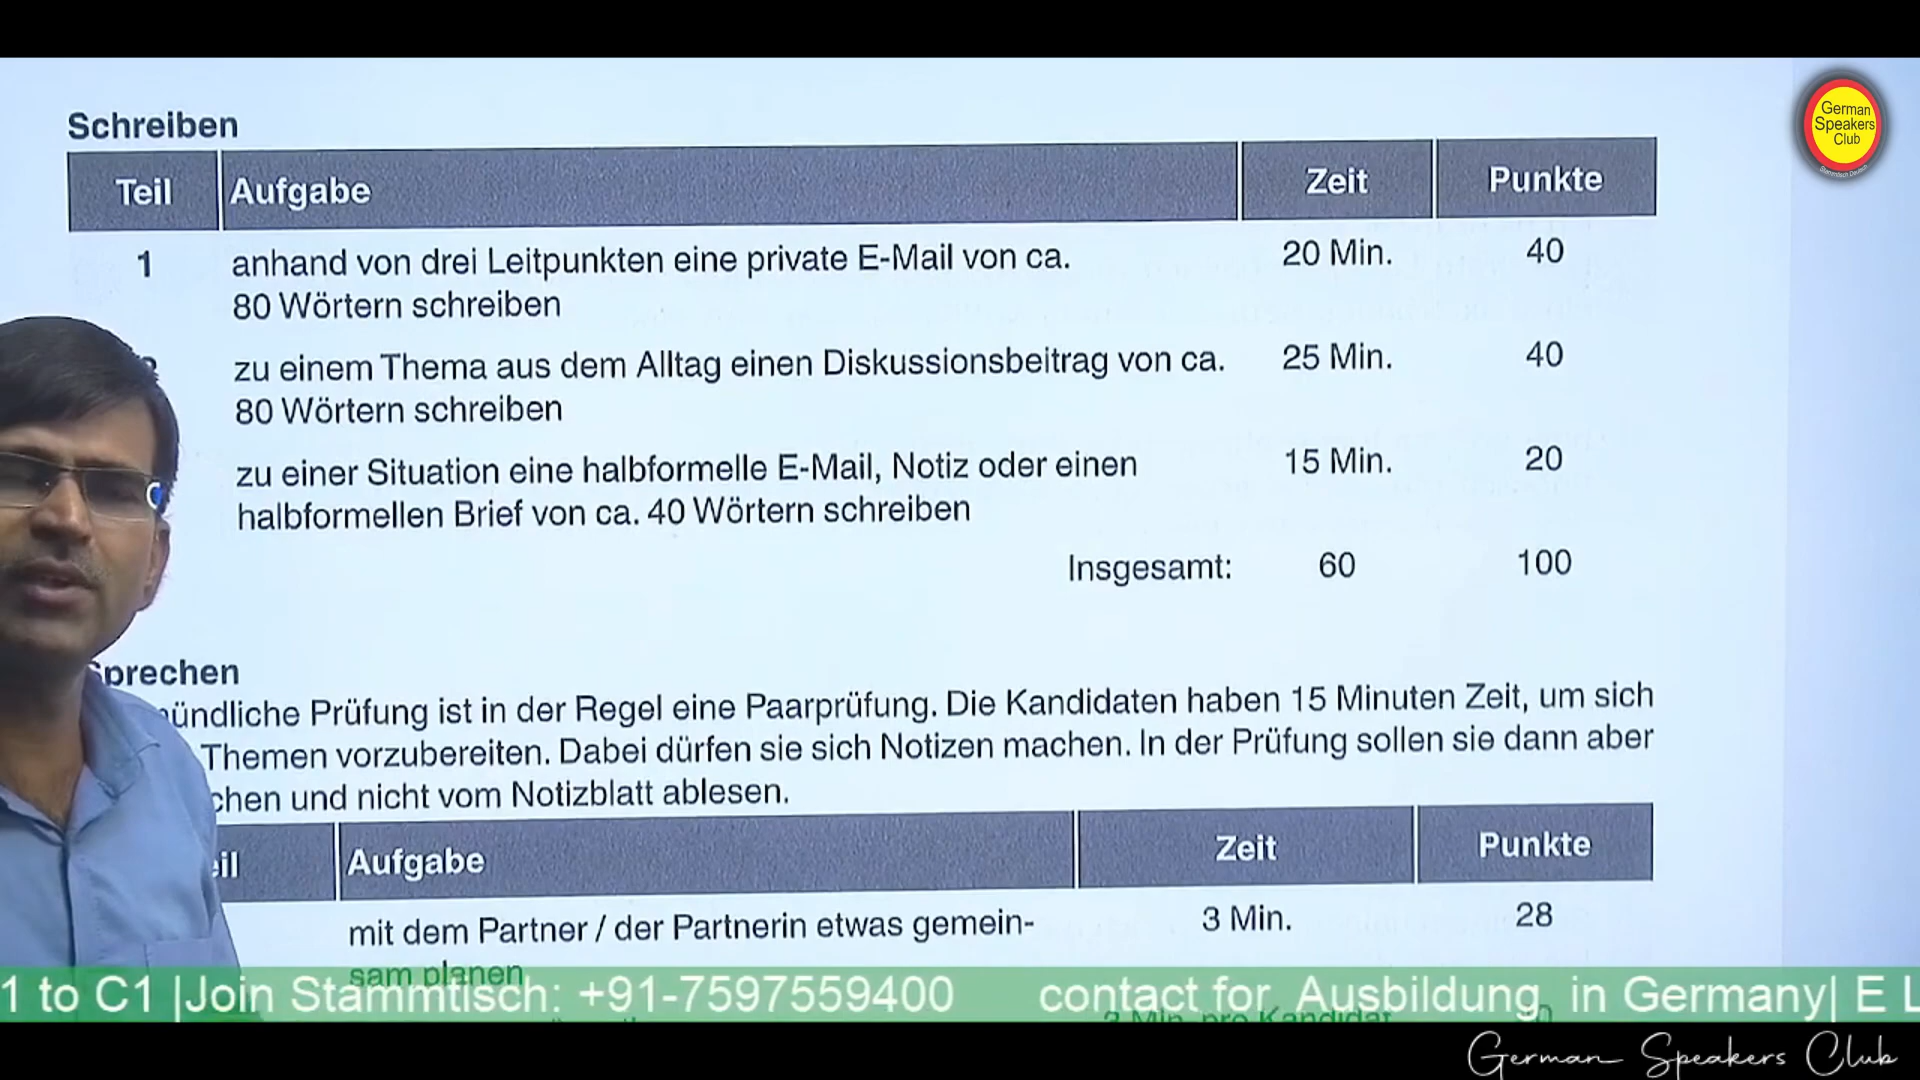 German
Speakers
Club
Schreiben
Teil Aufgabe Zeit Punkte
1 anhand von drei Leitpunkten eine private E-Mail von ca. 20 Min. 40
80 Wörtern schreiben
zu einem Thema aus dem Alltag einen Diskussionsbeitrag von ca. 25 Min. 40
80 Wörtern schreiben
zu einer Situation eine halbformelle E-Mail, Notiz oder einen 15 Min. 20
halbformellen Brief von ca. 40 Wörtern schreiben
Insgesamt: 60 100
prechen
ündliche Prüfung ist in der Regel eine Paarprüfung. Die Kandidaten haben 15 Minuten Zeit, um sich
Themen vorzubereiten. Dabei dürfen sie sich Notizen machen. In der Prüfung sollen sie dann aber
chen und nicht vom Notizblatt ablesen.
eil Aufgabe Zeit Punkte
mit dem Partner / der Partnerin etwas gemein- 3 Min. 28
sam planen
1 to C1 |Join Stammtisch: +91-7597559400 contact for Ausbildung in Germany| E L
German Speakers Club